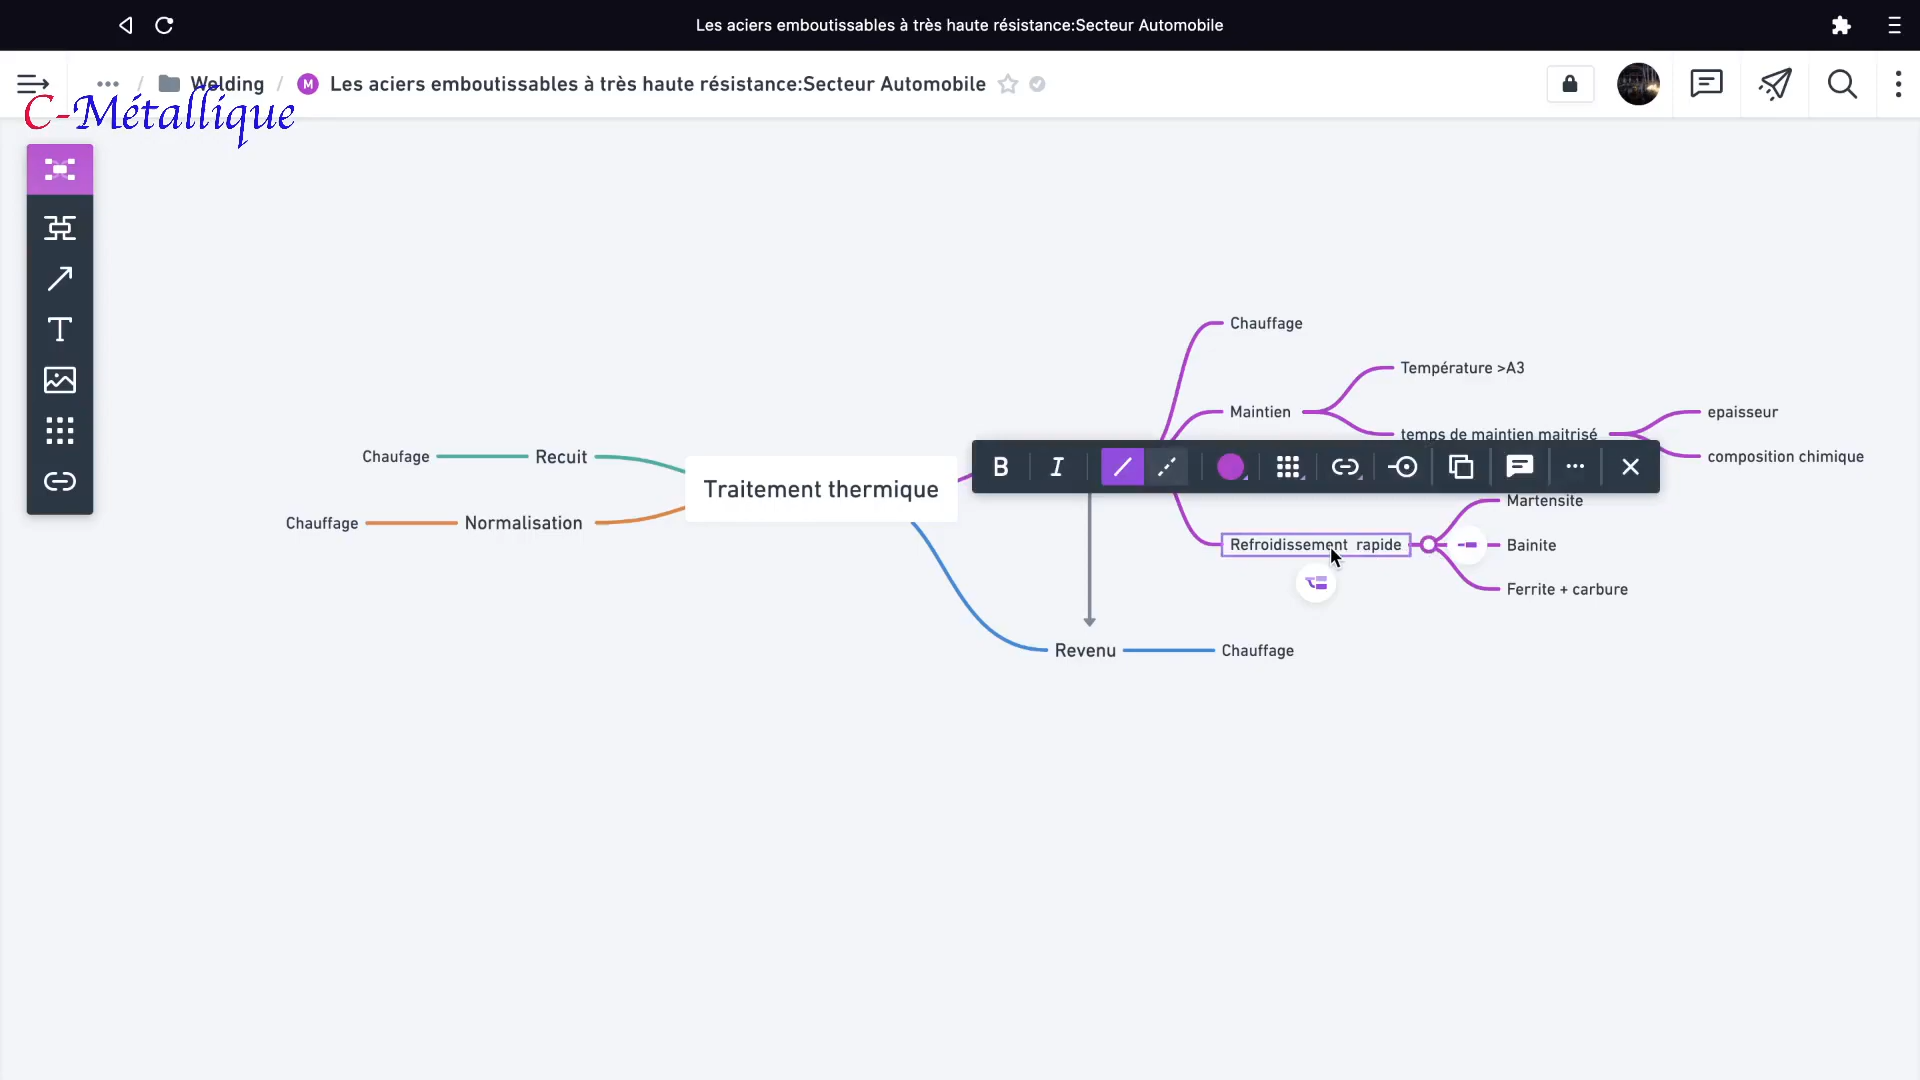 Les aciers emboutissables à très haute résistance:Secteur Automobile
... / Welding / M Les aciers emboutissables à très haute résistance:Secteur Automobile
C-Métallique
T
Chauffage
Température >A3
Maintien
epaisseur
temps de maintien maitrisé
composition chimique
Chaufage
Recuit
B I
Traitement thermique
Martensite
Chauffage
Normalisation
Refroidissement rapide
Bainite
Ferrite + carbure
Revenu
Chauffage